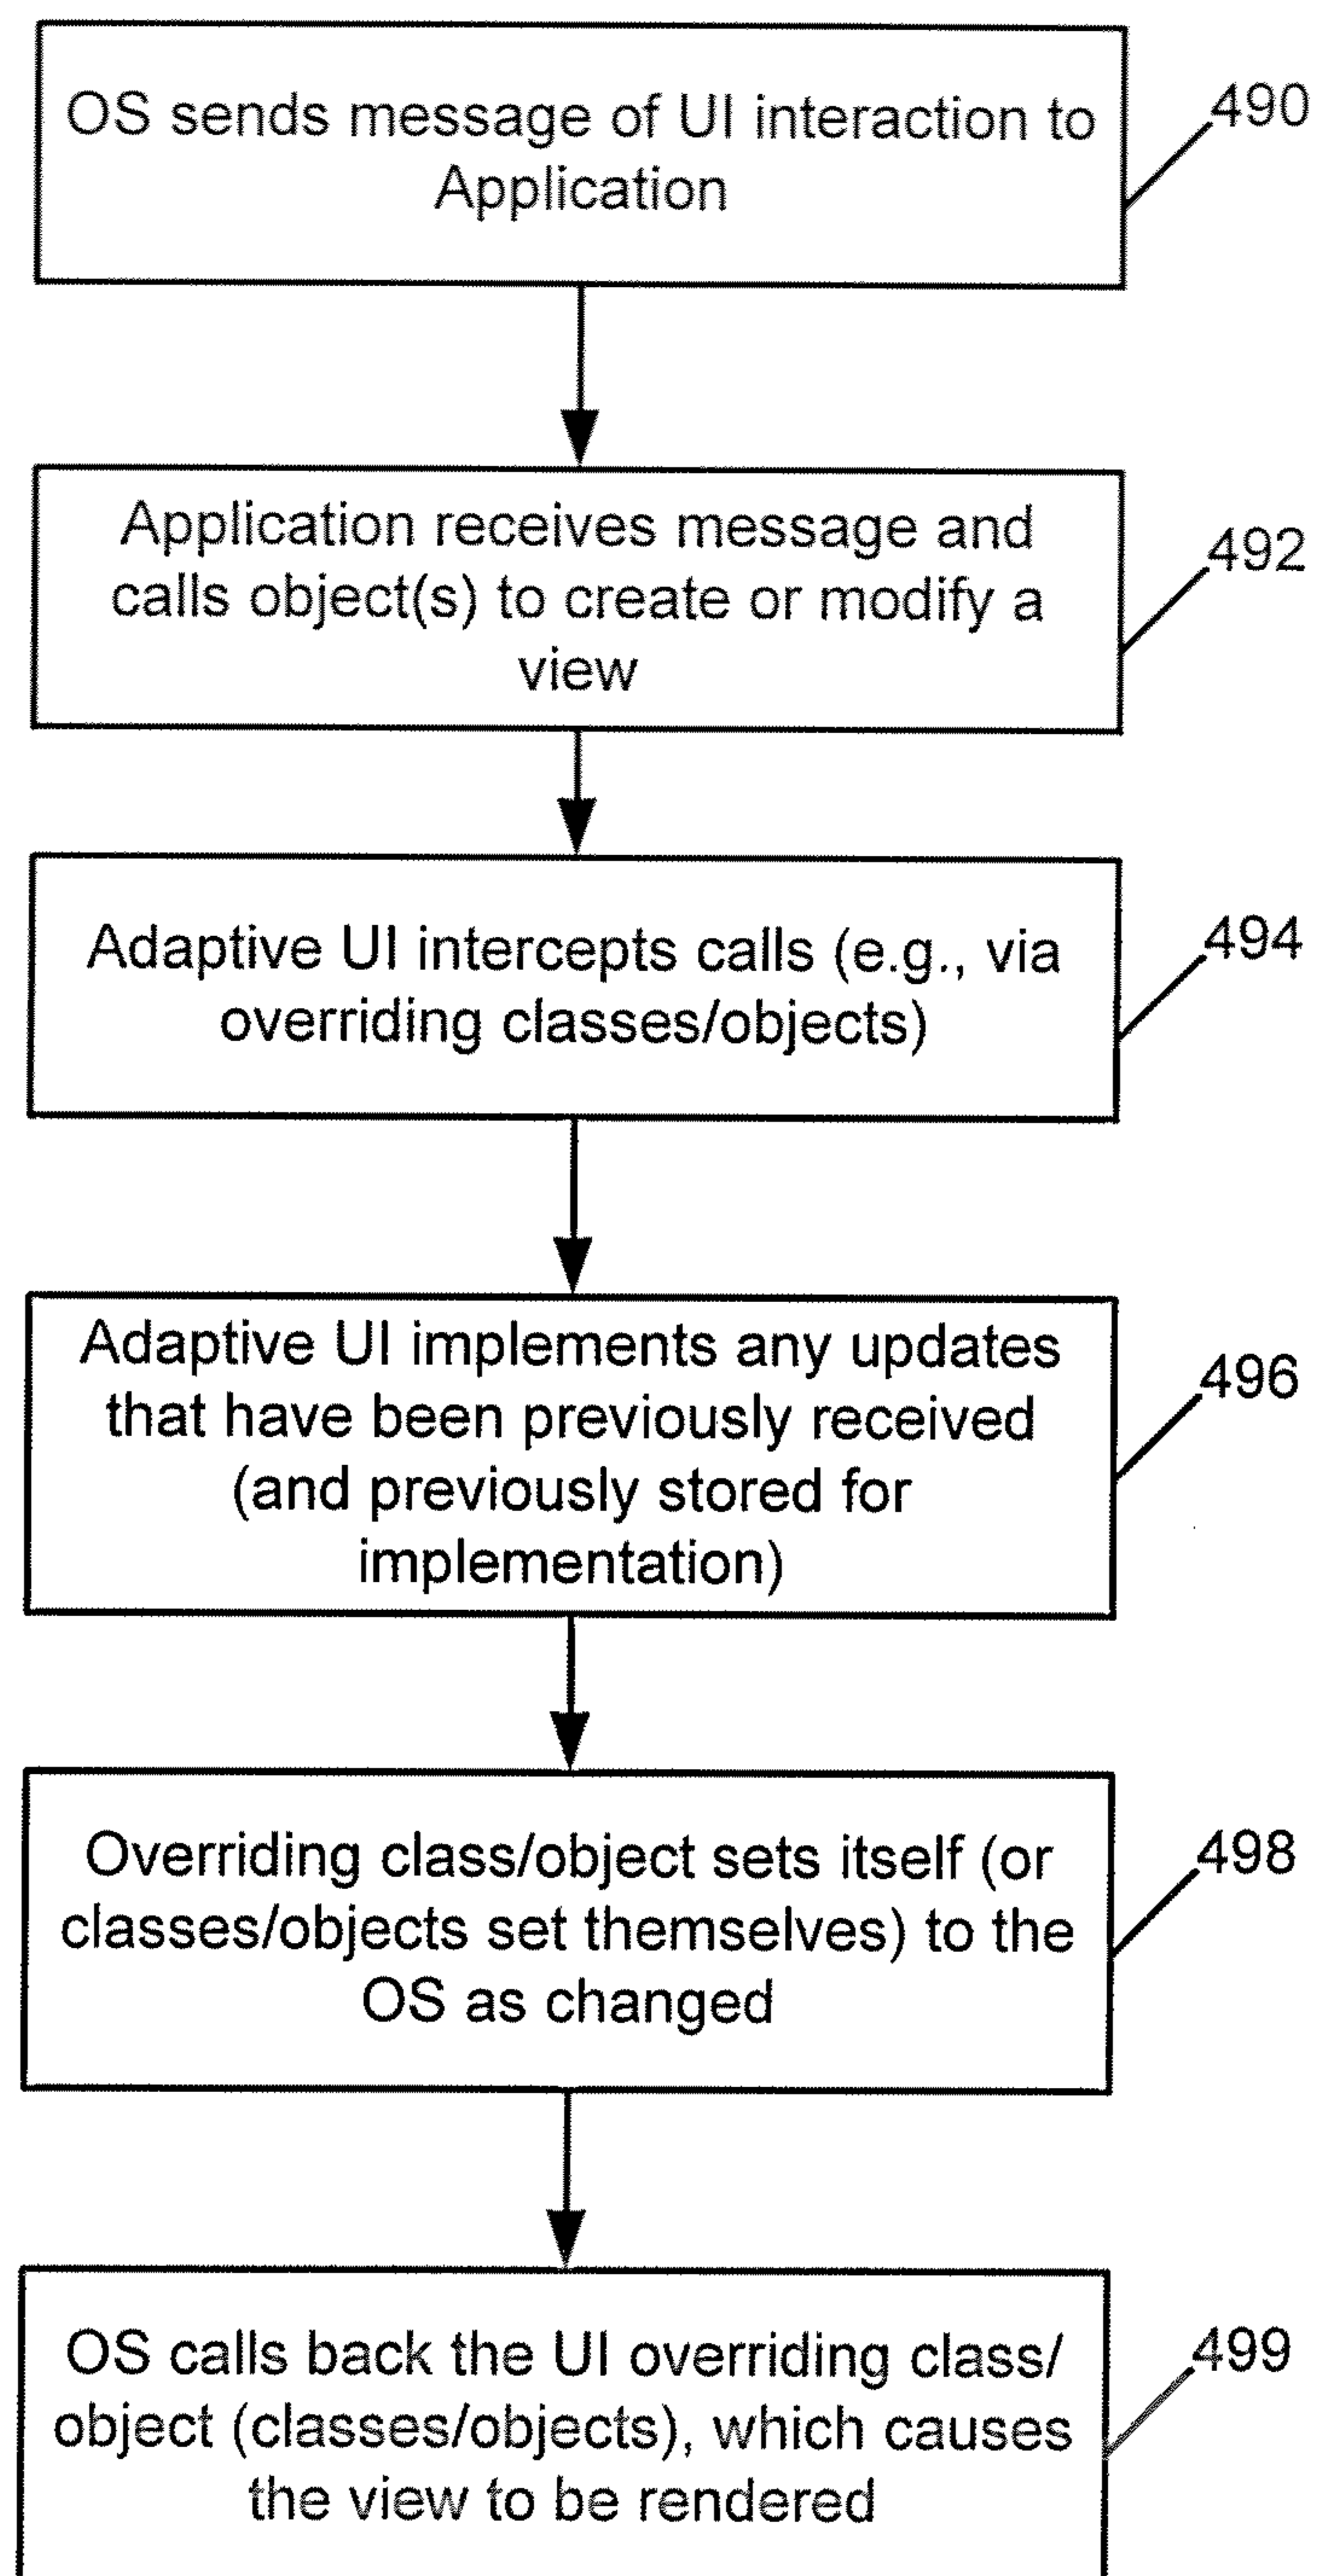 OS sends message of UI interaction to
Application
490
Application receives message and
calls object(s) to create or modify a
view
492
Adaptive UI intercepts calls (e.g., via
overriding classes/objects)
494
Adaptive UI implements any updates
that have been previously received
(and previously stored for
implementation)
496
Overriding class/object sets itself (or
classes/objects set themselves) to the
OS as changed
498
OS calls back the UI overriding class/
object (classes/objects), which causes
the view to be rendered
499